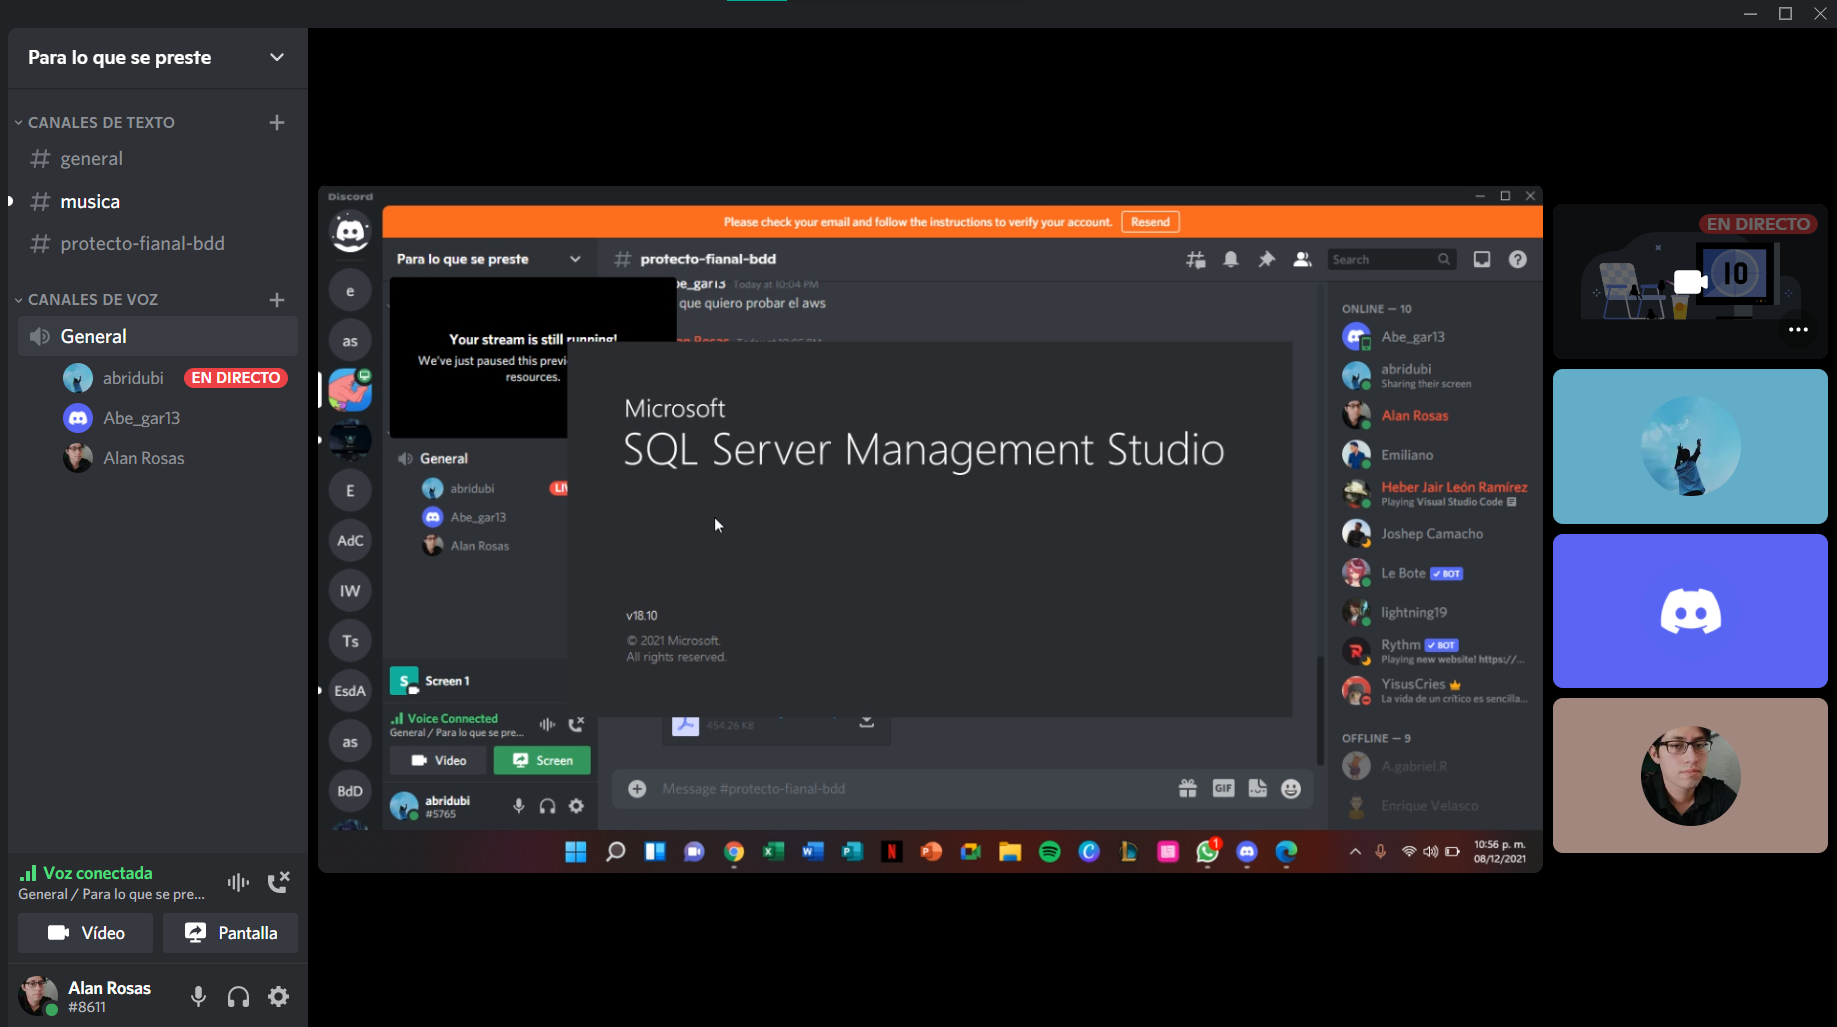 Para lo que se preste
CANALES DE TEXTO
general
musica
protecto-fianal-bdd
CANALES DE VOZ
General
abridubi EN DIRECTO
Abe_gar13
Alan Rosas
Voz conectada
General / Para lo que se pre...
Vídeo
Pantalla
Alan Rosas
#8611
Discord
Please check your email and follow the instructions to verify your account. Resend
Para lo que se preste
protecto-fianal-bdd
Search
e
as
E
AdC
IW
Ts
EsdA
as
BdD
Today at 10:04 PM
que quiero probar el aws
Your stream is still running!
We've just paused this previ
resources.
General
abridubi
Abe_gar13
Alan Rosas
Screen 1
Voice Connected
General / Para lo que se pre...
Video
Screen
abridubi
#5765
Microsoft
SQL Server Management Studio
v18.10
© 2021 Microsoft.
All rights reserved.
454.26 KB
Message #protecto-fianal-bdd
GIF
ONLINE — 10
Abe_gar13
abridubi
Sharing their screen
Alan Rosas
Emiliano
Heber Jair León Ramírez
Playing Visual Studio Code
Joshep Camacho
Le Bote BOT
lightning19
Rythm BOT
Playing new website! https://...
YisusCries
La vida de un crítico es sencilla...
OFFLINE — 9
A.gabriel.R
Enrique Velasco
10:56 p. m.
08/12/2021
EN DIRECTO
10